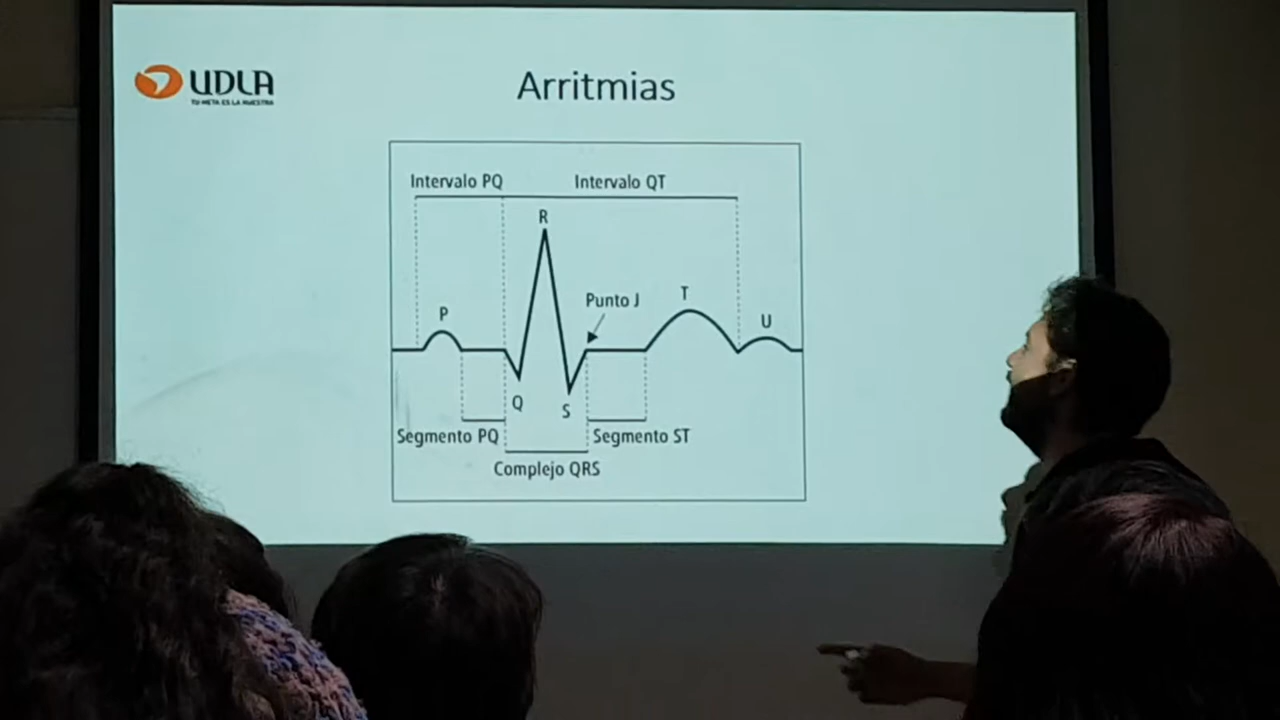 UDLA
TU META ES LA NUESTRA
Arritmias
Intervalo PQ
Intervalo QT
R
Punto J
T
P
U
Q
S
Segmento PQ
Segmento ST
Complejo QRS